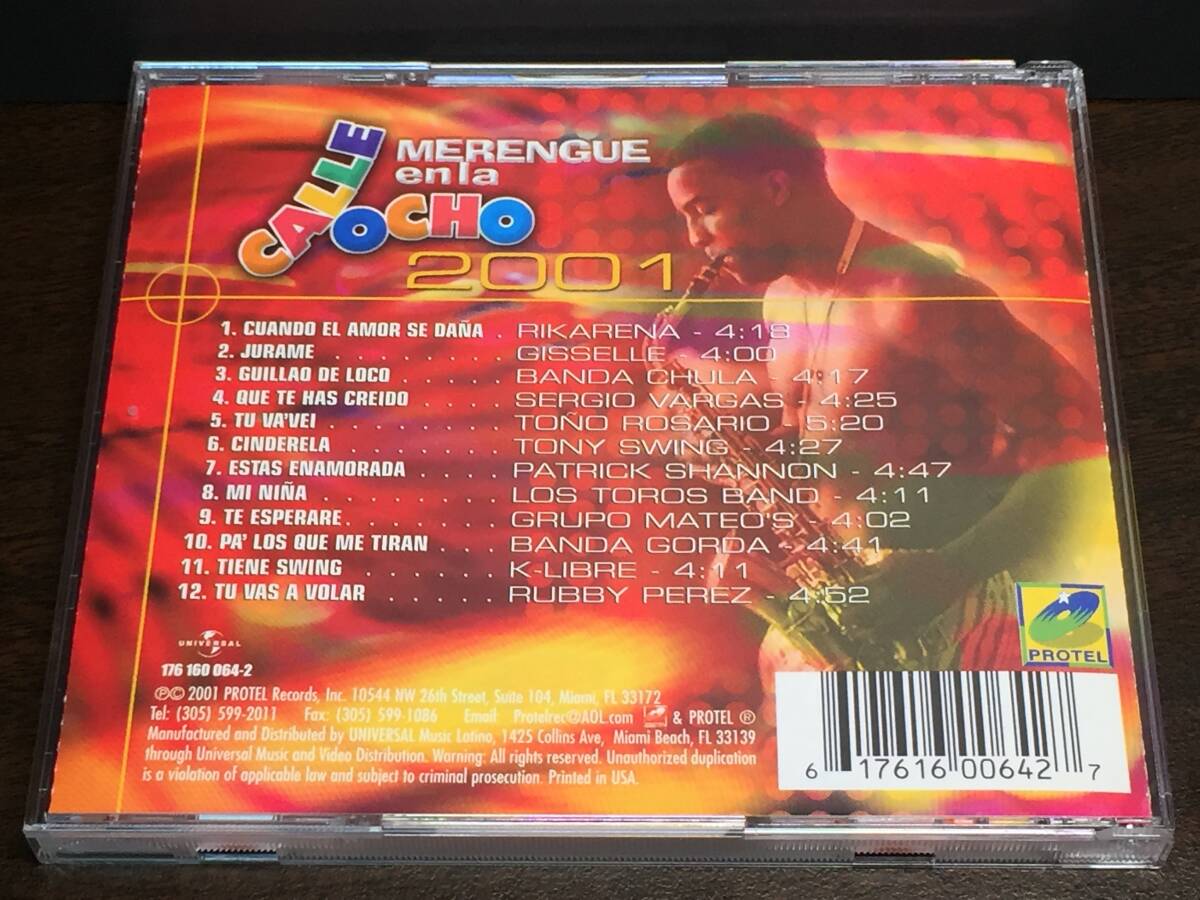 MERENGUE
en la
CALLE
OCHO
2001
1. CUANDO EL AMOR SE DAÑA . RIKARENA - 4:18
2. JURAME . . . . . . . . GISSELLE - 4:00
3. GUILLAO DE LOCO . . . . . BANDA CHULA - 4:17
4. QUE TE HAS CREIDO . . . . SERGIO VARGAS - 4:25
5. TU VA'VEI . . . . . . . . TOÑO ROSARIO - 5:20
6. CINDERELA . . . . . . . . TONY SWING - 4:27
7. ESTAS ENAMORADA . . . . PATRICK SHANNON - 4:47
8. MI NIÑA . . . . . . . . . LOS TOROS BAND - 4:11
9. TE ESPERARE. . . . . . . GRUPO MATEO'S - 4:02
10. PA' LOS QUE ME TIRAN . . . BANDA GORDA - 4:41
11. TIENE SWING . . . . . . K-LIBRE - 4:11
12. TU VAS A VOLAR . . . . . RUBBY PEREZ - 4:52
UNIVERSAL
176 160 064-2
PROTEL
℗© 2001 PROTEL Records, Inc. 10544 NW 26th Street, Suite 104, Miami, FL 33172
Tel: (305) 599-2011 Fax: (305) 599-1086 Email: Protelrec@AOL.com & PROTEL ®
Manufactured and Distributed by UNIVERSAL Music Latino, 1425 Collins Ave, Miami Beach, FL 33139
through Universal Music and Video Distribution. Warning: All rights reserved. Unauthorized duplication
is a violation of applicable law and subject to criminal prosecution. Printed in USA.
6 17616 00642 7